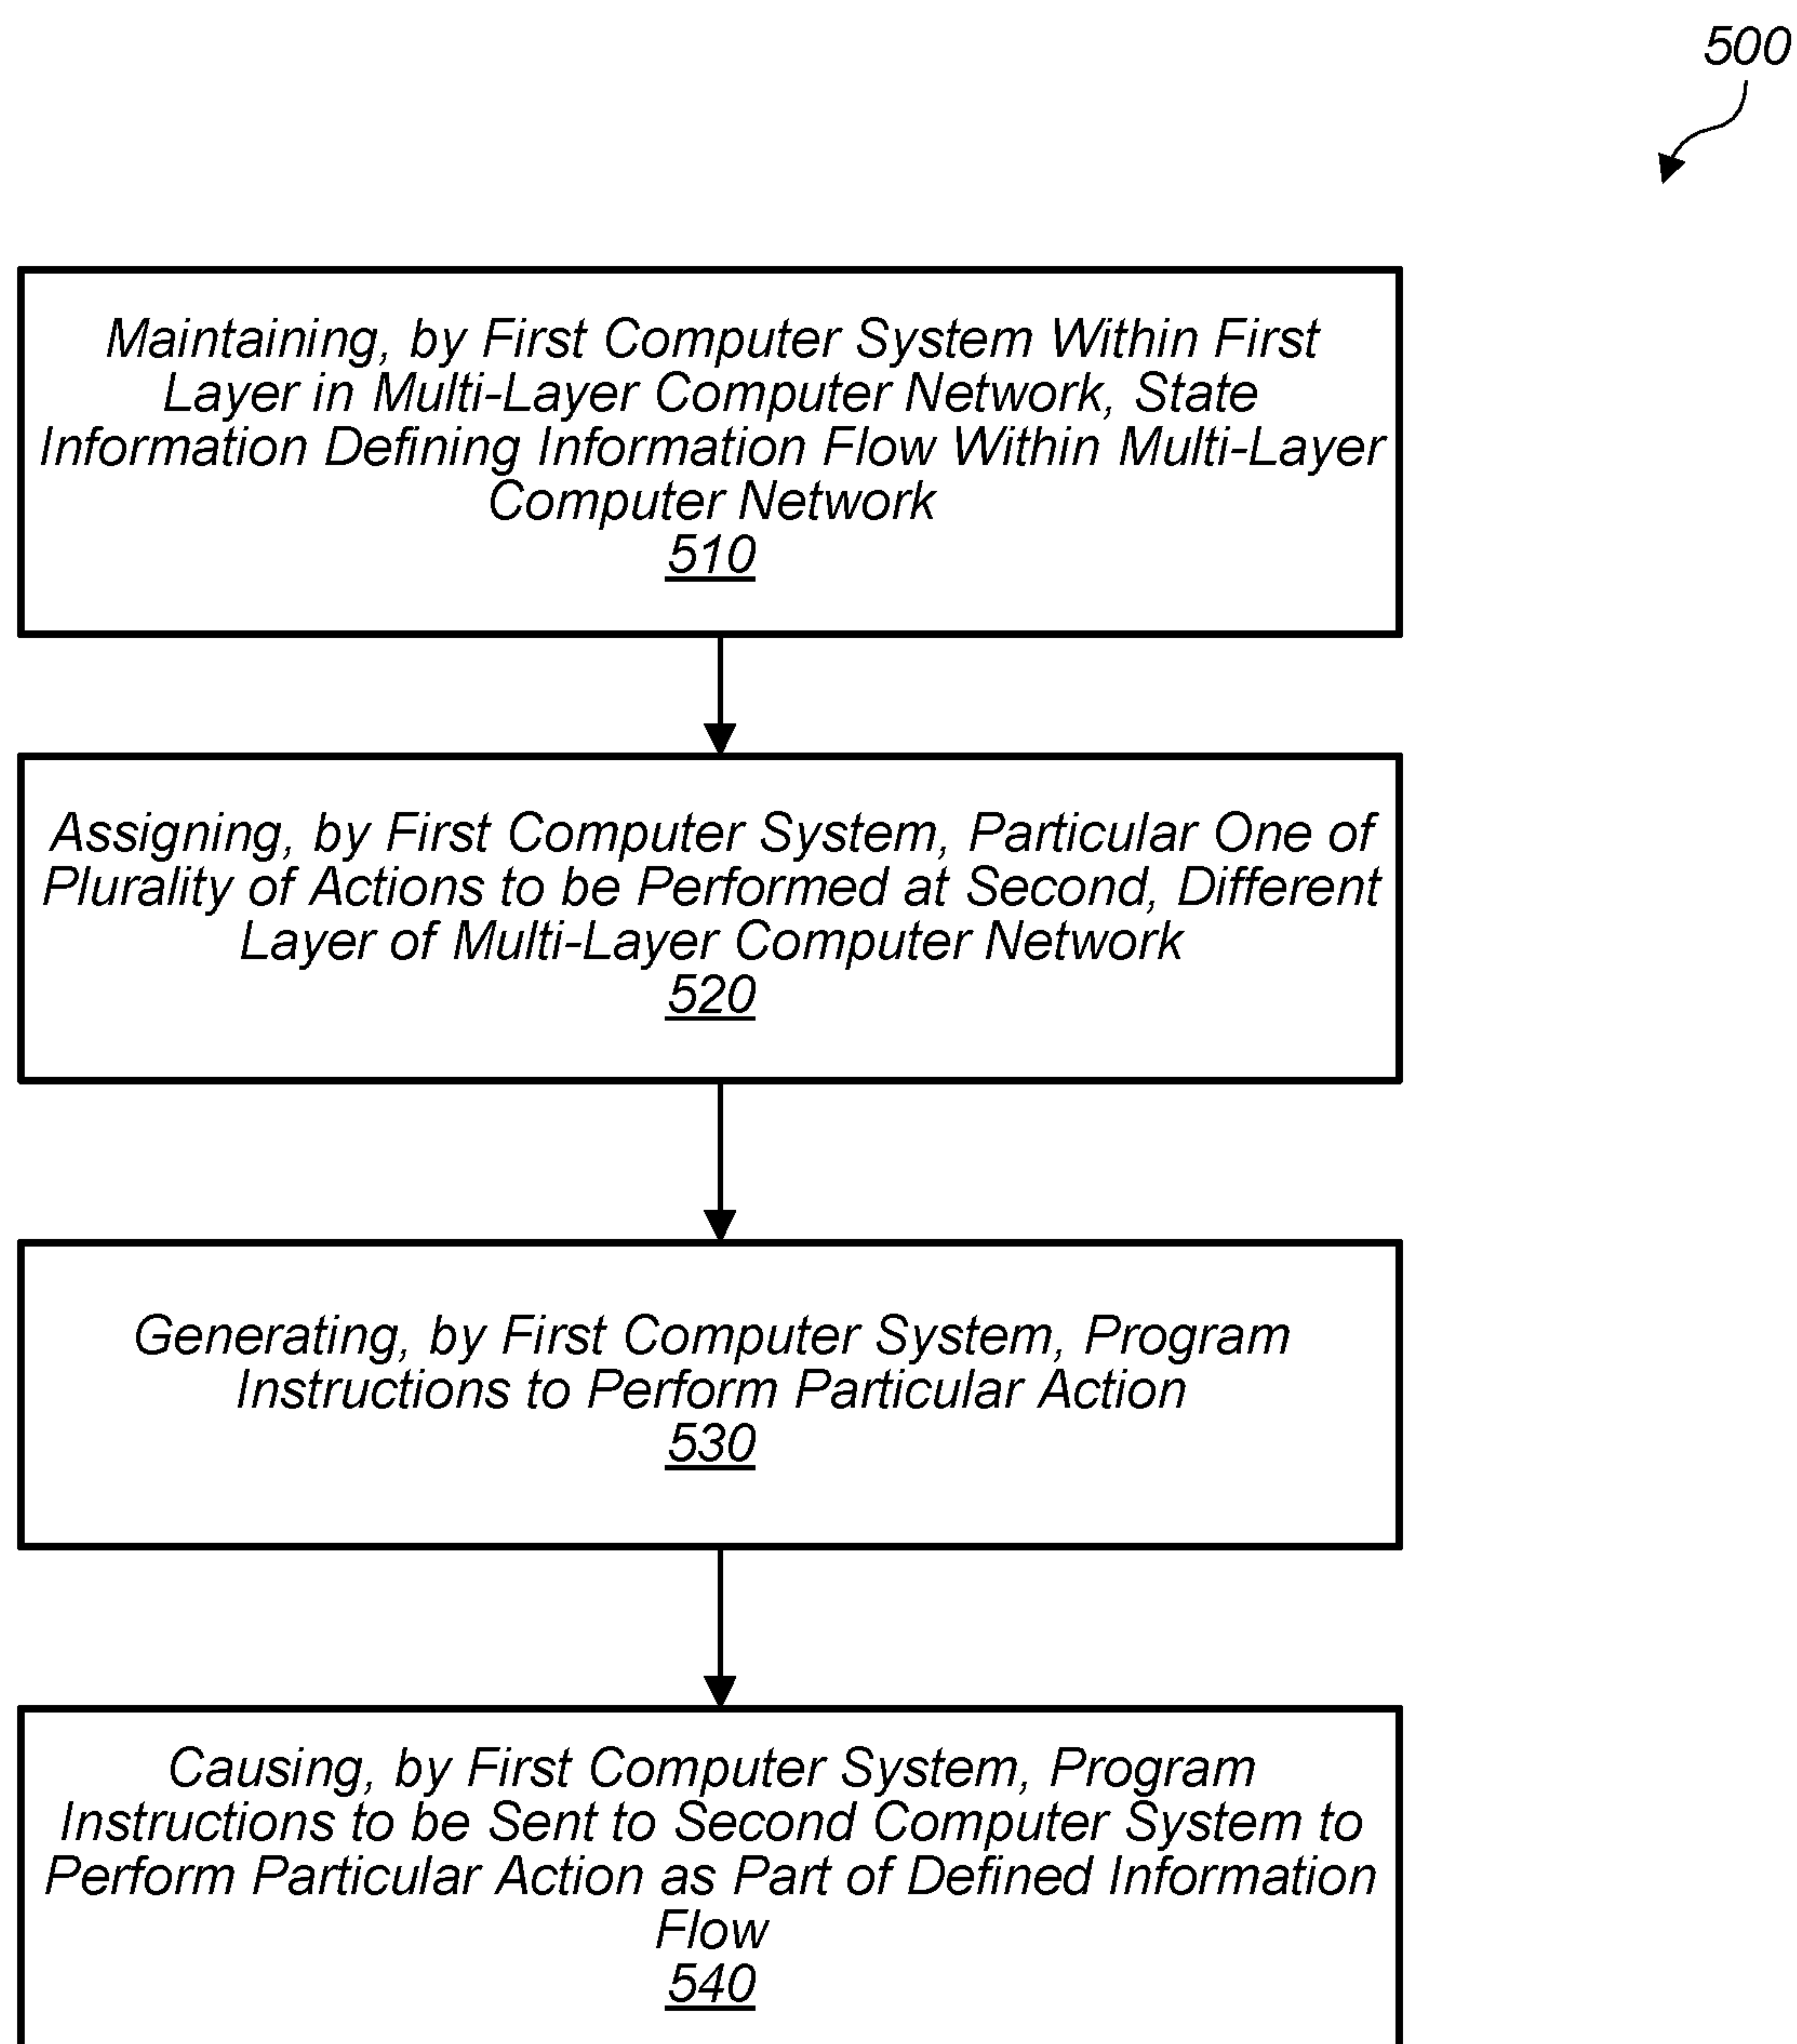 500
Maintaining, by First Computer System Within First
Layer in Multi-Layer Computer Network, State
Information Defining Information Flow Within Multi-Layer
Computer Network
510
Assigning, by First Computer System, Particular One of
Plurality of Actions to be Performed at Second, Different
Layer of Multi-Layer Computer Network
520
Generating, by First Computer System, Program
Instructions to Perform Particular Action
530
Causing, by First Computer System, Program
Instructions to be Sent to Second Computer System to
Perform Particular Action as Part of Defined Information
Flow
540